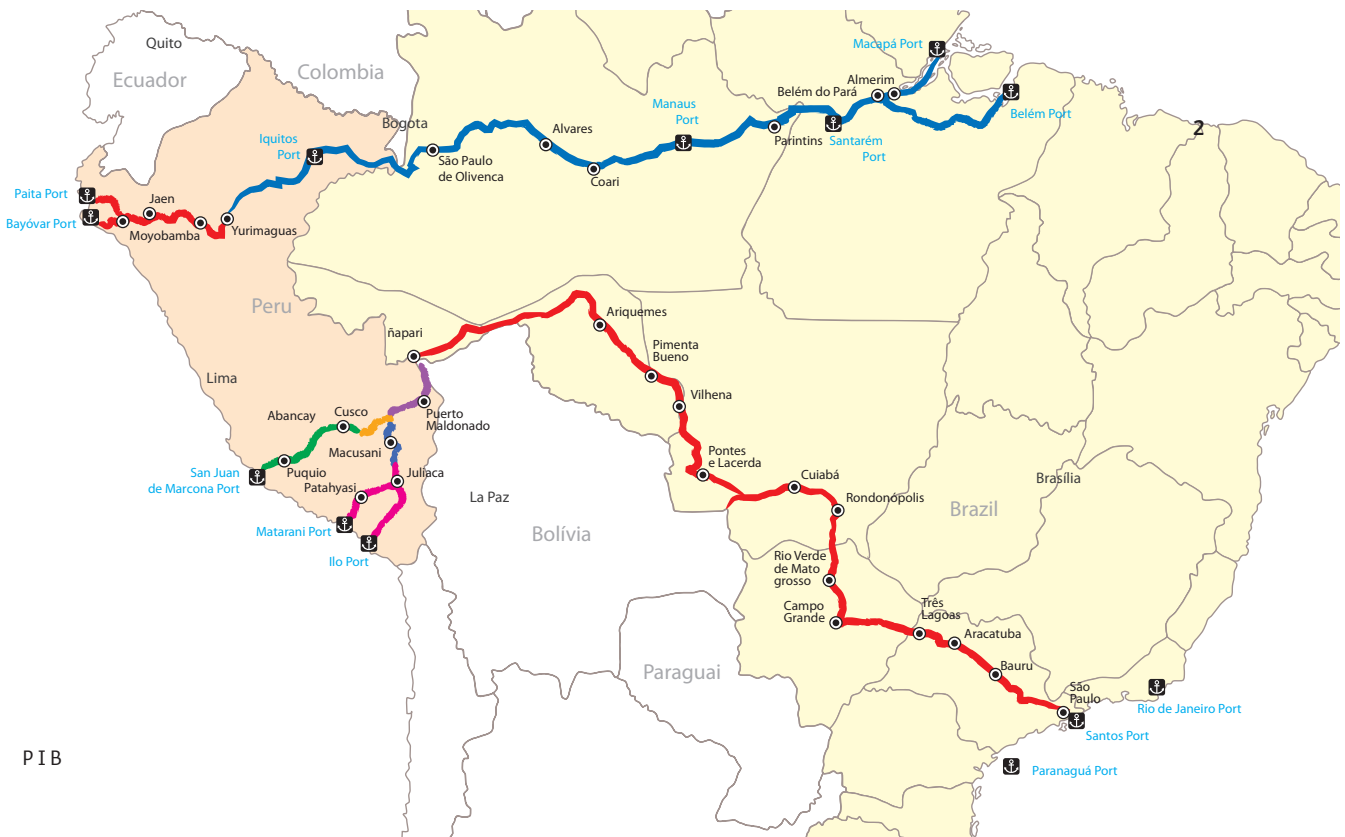 Quito
Ecuador
Colombia
Bogota
Macapá Port
Almerim
Belém do Pará
Belém Port
Manaus
Port
Parintins
Santarém
Port
2
Alvares
Iquitos
Port
São Paulo
de Olivenca
Coari
Paita Port
Jaen
Bayóvar Port
Moyobamba
Yurimaguas
Peru
ñapari
Ariquemes
Pimenta
Bueno
Lima
Vilhena
Abancay
Cusco
Puerto
Maldonado
Macusani
Pontes
e Lacerda
San Juan
de Marcona Port
Puquio
Juliaca
Patahyasi
Cuiabá
Brasília
La Paz
Rondonópolis
Brazil
Matarani Port
Bolívia
Ilo Port
Rio Verde
de Mato
grosso
Campo
Grande
Três
Lagoas
Aracatuba
Paraguai
Bauru
São
Paulo
Rio de Janeiro Port
Santos Port
Paranaguá Port
PIB